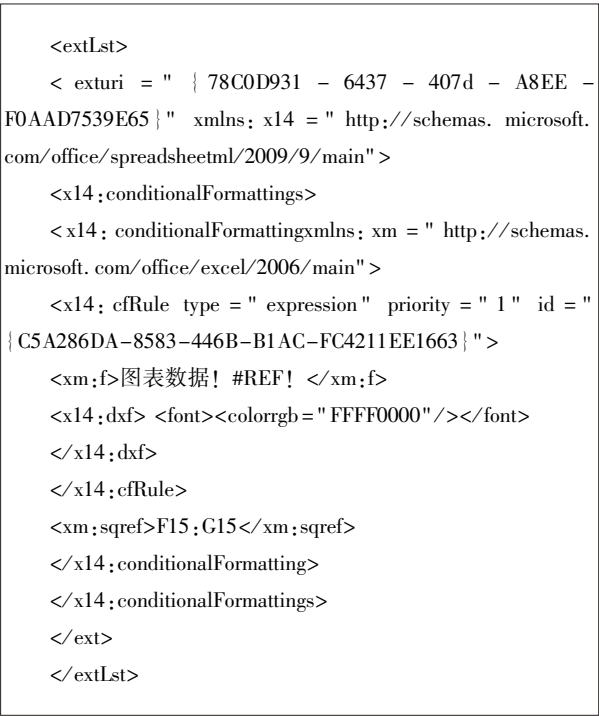 <extLst>
< exturi = " {78C0D931 - 6437 - 407d - A8EE -
F0AAD7539E65}" xmlns: x14 = " http://schemas. microsoft.
com/office/spreadsheetml/2009/9/main" >
<x14:conditionalFormattings>
< x14: conditionalFormattingxmlns: xm = " http://schemas.
microsoft. com/office/excel/2006/main" >
<x14: cfRule type = " expression" priority = " 1" id = "
{C5A286DA-8583-446B-B1AC-FC4211EE1663}" >
<xm:f>图表数据! #REF! </xm:f>
<x14:dxf> <font><colorrgb = "FFFF0000"/></font>
</x14:dxf>
</x14:cfRule>
<xm:sqref>F15:G15</xm:sqref>
</x14:conditionalFormatting>
</x14:conditionalFormattings>
</ext>
</extLst>